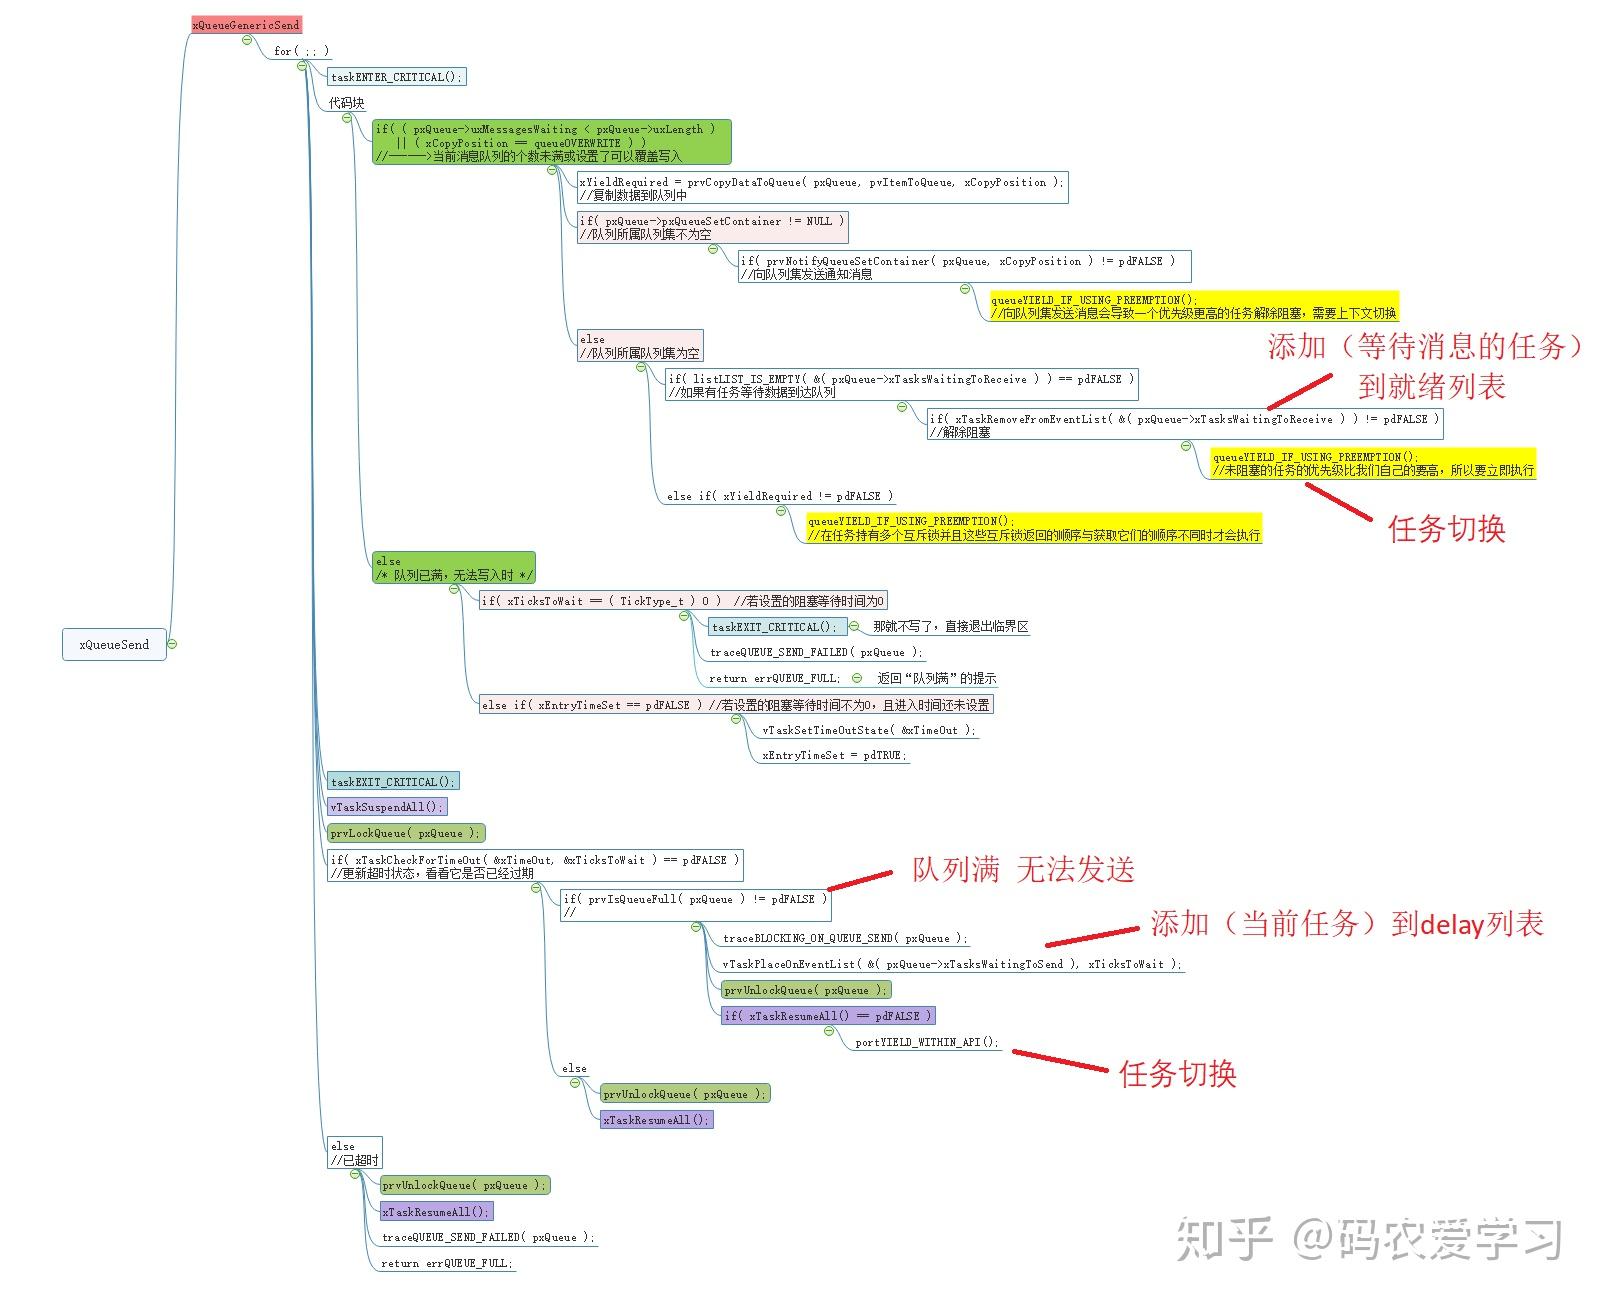 xQueueGenericSend
for( ;; )
taskENTER_CRITICAL();
代码块
if( ( pxQueue->uxMessagesWaiting < pxQueue->uxLength )
|| ( xCopyPosition == queueOVERWRITE ) )
//------>当前消息队列的个数未满或设置了可以覆盖写入
xYieldRequired = prvCopyDataToQueue( pxQueue, pvItemToQueue, xCopyPosition );
//复制数据到队列中
if( pxQueue->pxQueueSetContainer != NULL )
//队列所属队列集不为空
if( prvNotifyQueueSetContainer( pxQueue, xCopyPosition ) != pdFALSE )
//向队列集发送通知消息
queueYIELD_IF_USING_PREEMPTION();
//向队列集发送消息会导致一个优先级更高的任务解除阻塞，需要上下文切换
else
//队列所属队列集为空
添加（等待消息的任务）
到就绪列表
if( listLIST_IS_EMPTY( &( pxQueue->xTasksWaitingToReceive ) ) == pdFALSE )
//如果有任务等待数据到达队列
if( xTaskRemoveFromEventList( &( pxQueue->xTasksWaitingToReceive ) ) != pdFALSE )
//解除阻塞
queueYIELD_IF_USING_PREEMPTION();
//未阻塞的任务的优先级比我们自己的要高，所以要立即执行
else if( xYieldRequired != pdFALSE )
queueYIELD_IF_USING_PREEMPTION();
//在任务持有多个互斥锁并且这些互斥锁返回的顺序与获取它们的顺序不同时才会执行
任务切换
else
/* 队列已满，无法写入时 */
if( xTicksToWait == ( TickType_t ) 0 ) //若设置的阻塞等待时间为0
taskEXIT_CRITICAL(); 那就不写了，直接退出临界区
traceQUEUE_SEND_FAILED( pxQueue );
return errQUEUE_FULL; 返回“队列满”的提示
xQueueSend
else if( xEntryTimeSet == pdFALSE ) //若设置的阻塞等待时间不为0，且进入时间还未设置
vTaskSetTimeOutState( &xTimeOut );
xEntryTimeSet = pdTRUE;
taskEXIT_CRITICAL();
vTaskSuspendAll();
prvLockQueue( pxQueue );
if( xTaskCheckForTimeOut( &xTimeOut, &xTicksToWait ) == pdFALSE )
//更新超时状态，看看它是否已经过期
队列满 无法发送
if( prvIsQueueFull( pxQueue ) != pdFALSE )
//
添加（当前任务）到delay列表
traceBLOCKING_ON_QUEUE_SEND( pxQueue );
vTaskPlaceOnEventList( &( pxQueue->xTasksWaitingToSend ), xTicksToWait );
prvUnlockQueue( pxQueue );
if( xTaskResumeAll() == pdFALSE )
portYIELD_WITHIN_API();
任务切换
else
prvUnlockQueue( pxQueue );
xTaskResumeAll();
else
//已超时
prvUnlockQueue( pxQueue );
xTaskResumeAll();
traceQUEUE_SEND_FAILED( pxQueue );
return errQUEUE_FULL;
知乎 @码农爱学习